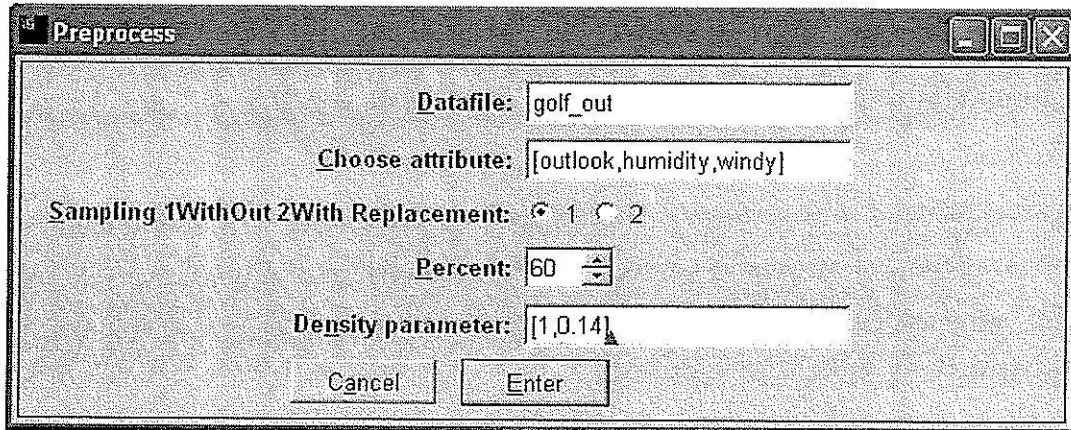 Preprocess
Datafile: golf_out
Choose attribute: [outlook,humidity,windy]
Sampling 1WithOut 2With Replacement: 1 2
Percent: 60
Density parameter: [1,0.14]
Cancel Enter